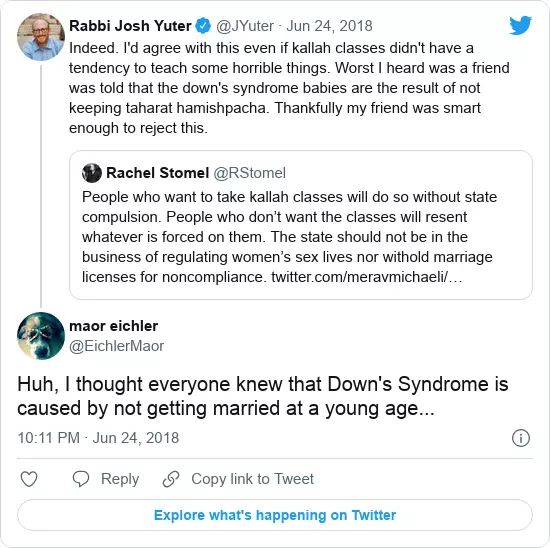 Rabbi Josh Yuter @JYuter · Jun 24, 2018
Indeed. I'd agree with this even if kallah classes didn't have a
tendency to teach some horrible things. Worst I heard was a friend
was told that the down's syndrome babies are the result of not
keeping taharat hamishpacha. Thankfully my friend was smart
enough to reject this.
Rachel Stomel @RStomel
People who want to take kallah classes will do so without state
compulsion. People who don’t want the classes will resent
whatever is forced on them. The state should not be in the
business of regulating women’s sex lives nor withold marriage
licenses for noncompliance. twitter.com/meravmichaeli/…
maor eichler
@EichlerMaor
Huh, I thought everyone knew that Down's Syndrome is
caused by not getting married at a young age...
10:11 PM · Jun 24, 2018
Reply Copy link to Tweet
Explore what's happening on Twitter